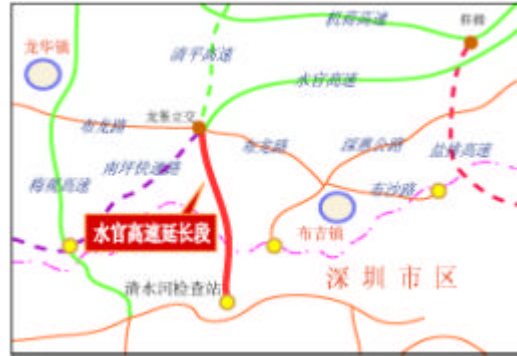 机荷高速
龙华镇
清平高速
水官高速
龙景立交
布龙路
布龙路
深惠公路
盐排高速
南坪快速路
梅观高速
布沙路
水官高速延长段
布吉镇
清水河检查站
深圳市区